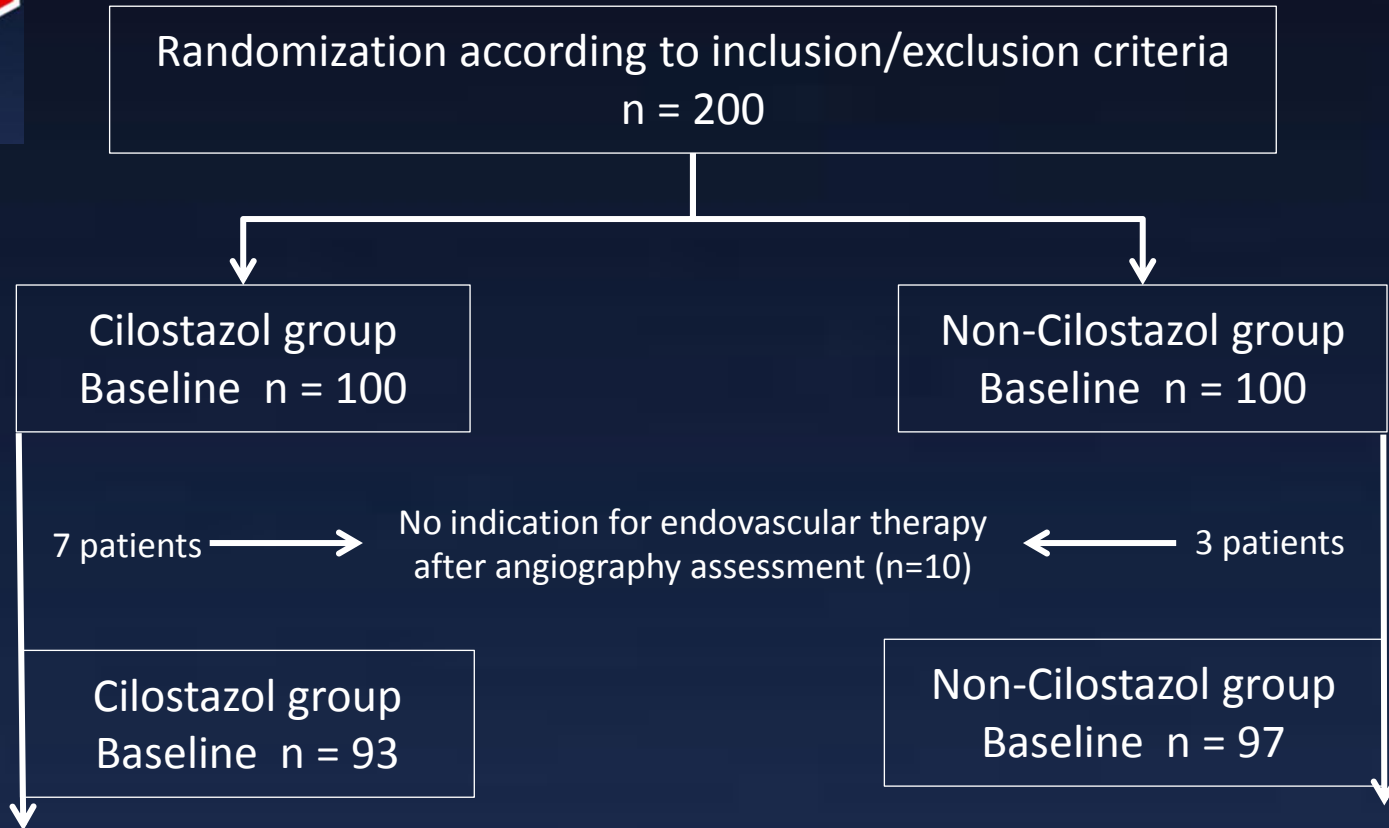 Randomization according to inclusion/exclusion criteria
n = 200
Cilostazol group
Baseline n = 100
Non-Cilostazol group
Baseline n = 100
7 patients
No indication for endovascular therapy
after angiography assessment (n=10)
3 patients
Cilostazol group
Baseline n = 93
Non-Cilostazol group
Baseline n = 97